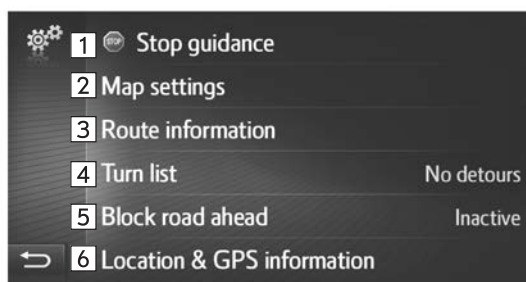 1 STOP Stop guidance
2 Map settings
3 Route information
4 Turn list No detours
5 Block road ahead Inactive
6 Location & GPS information